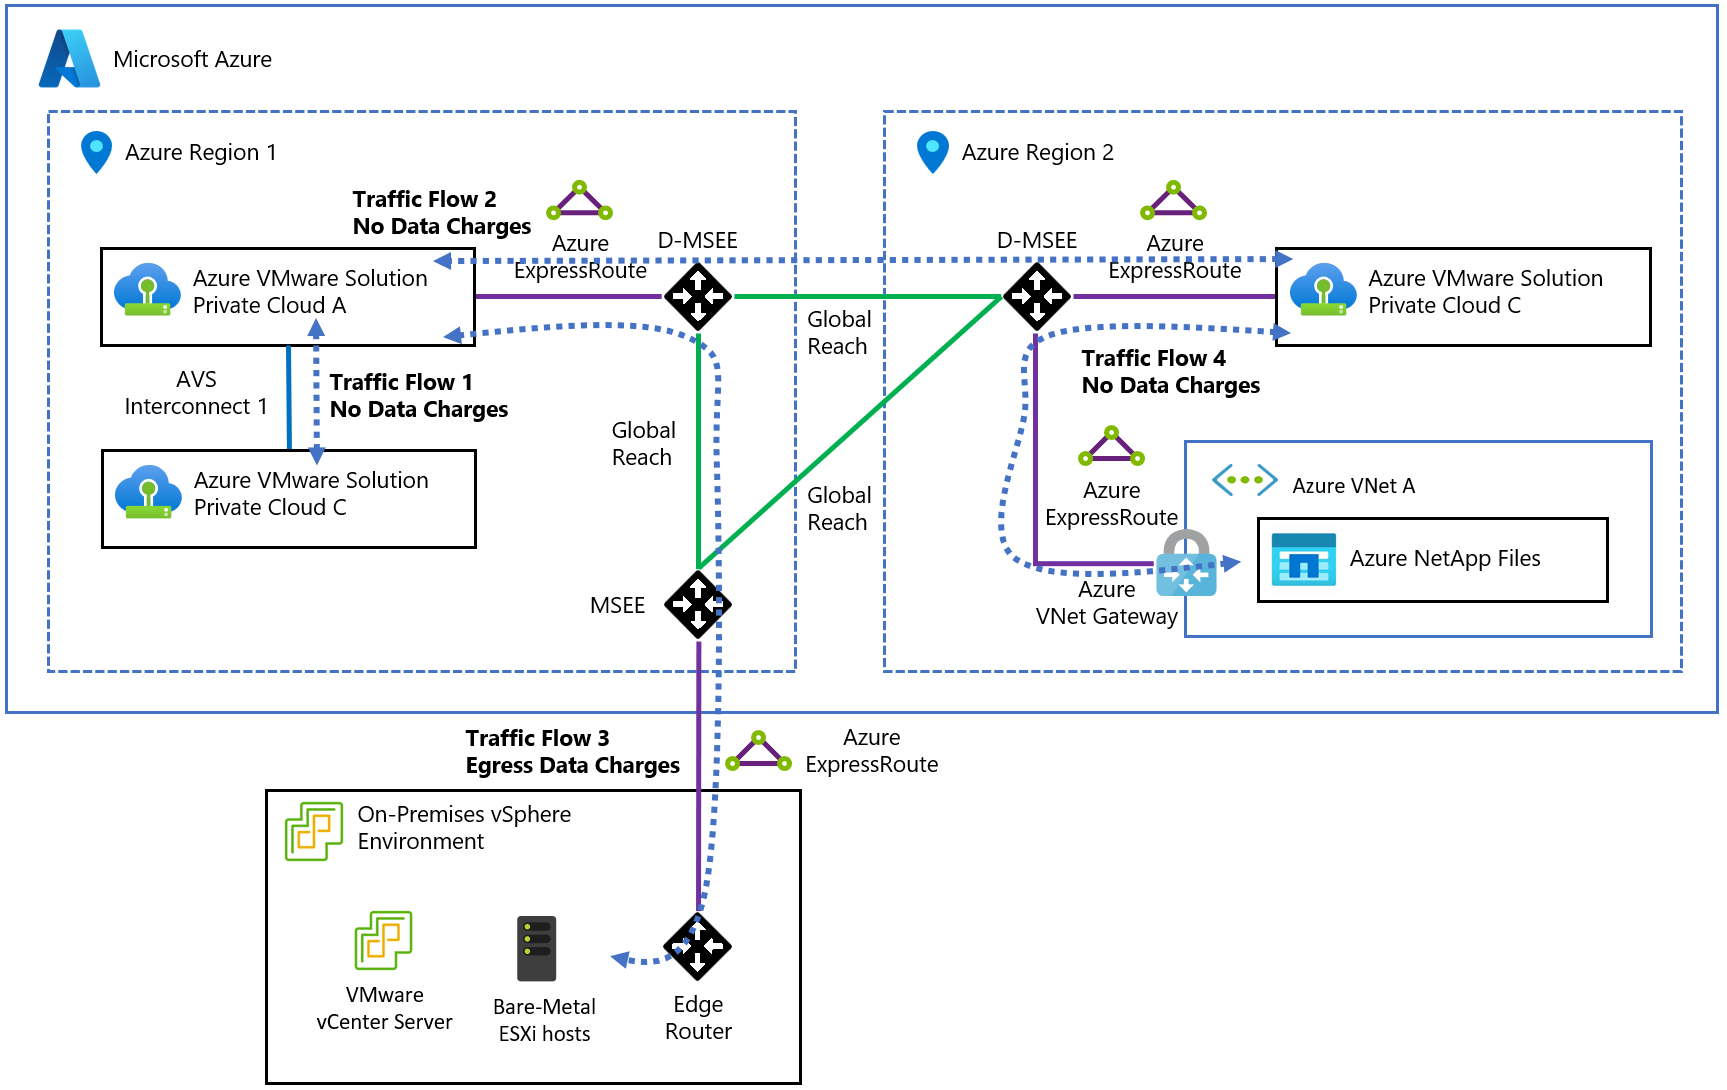 Microsoft Azure
Azure Region 1
Traffic Flow 2
No Data Charges
Azure
ExpressRoute
D-MSEE
Azure VMware Solution
Private Cloud A
AVS
Interconnect 1
Traffic Flow 1
No Data Charges
Azure VMware Solution
Private Cloud C
Global
Reach
MSEE
Global
Reach
Global
Reach
Azure Region 2
D-MSEE
Azure
ExpressRoute
Azure VMware Solution
Private Cloud C
Traffic Flow 4
No Data Charges
Azure
ExpressRoute
Azure VNet A
Azure NetApp Files
Azure
VNet Gateway
Traffic Flow 3
Egress Data Charges
Azure
ExpressRoute
On-Premises vSphere
Environment
VMware
vCenter Server
Bare-Metal
ESXi hosts
Edge
Router